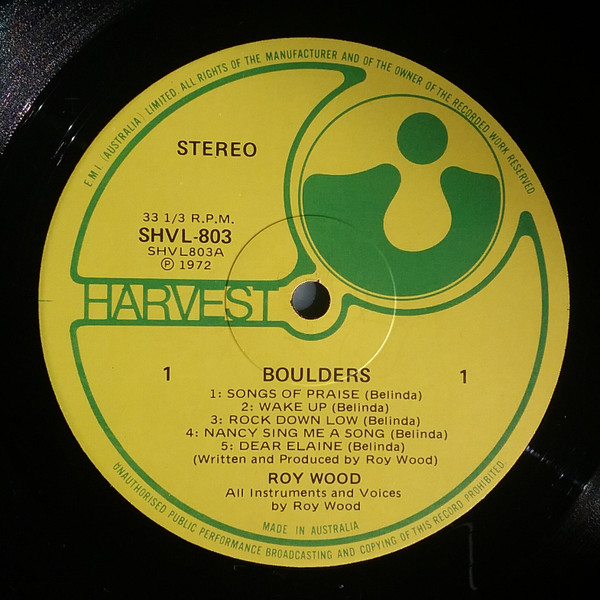 E.M.I. (AUSTRALIA) LIMITED. ALL RIGHTS OF THE MANUFACTURER AND OF THE OWNER OF THE RECORDED WORK RESERVED
STEREO
33 1/3 R.P.M.
SHVL-803
SHVL803A
Ⓟ 1972
HARVEST
1 BOULDERS 1
1: SONGS OF PRAISE (Belinda)
2: WAKE UP (Belinda)
3: ROCK DOWN LOW (Belinda)
4: NANCY SING ME A SONG (Belinda)
5: DEAR ELAINE (Belinda)
(Written and Produced by Roy Wood)
ROY WOOD
All Instruments and Voices
by Roy Wood
MADE IN AUSTRALIA
UNAUTHORISED PUBLIC PERFORMANCE BROADCASTING AND COPYING OF THIS RECORD PROHIBITED